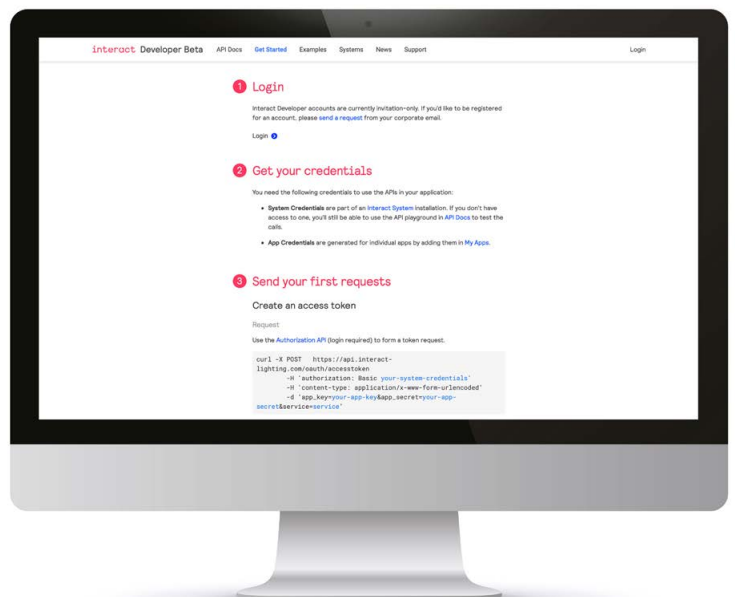 interact Developer Beta API Docs Get Started Examples Systems News Support Login
1 Login
Interact Developer accounts are currently invitation-only. If you'd like to be registered
for an account, please send a request from your corporate email.
Login
2 Get your credentials
You need the following credentials to use the APIs in your application:
• System Credentials are part of an Interact System installation. If you don't have
access to one, you'll still be able to use the API playground in API Docs to test the
calls.
• App Credentials are generated for individual apps by adding them in My Apps.
3 Send your first requests
Create an access token
Request
Use the Authorization API (login required) to form a token request.
curl -X POST https://api.interact-
lighting.com/oauth/accesstoken
-H 'authorization: Basic your-system-credentials'
-H 'content-type: application/x-www-form-urlencoded'
-d 'app_key=your-app-key&app_secret=your-app-
secret&service=service'